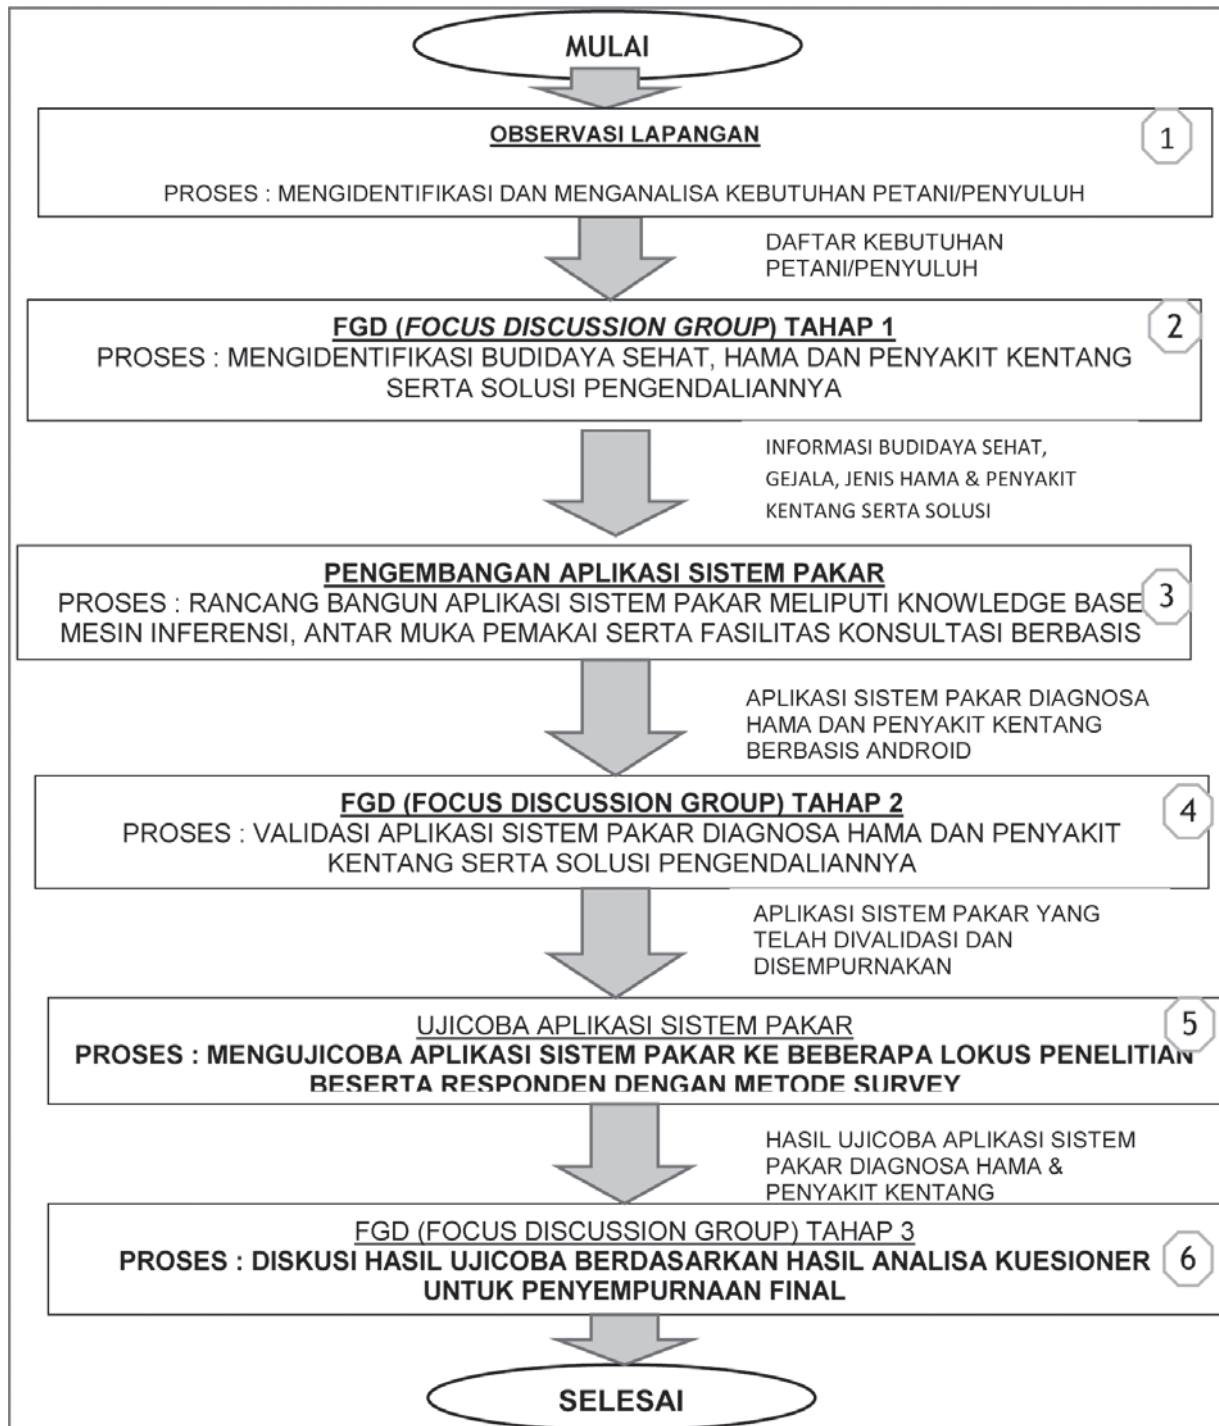 MULAI
OBSERVASI LAPANGAN
1
PROSES : MENGIDENTIFIKASI DAN MENGANALISA KEBUTUHAN PETANI/PENYULUH
DAFTAR KEBUTUHAN
PETANI/PENYULUH
FGD (FOCUS DISCUSSION GROUP) TAHAP 1
2
PROSES : MENGIDENTIFIKASI BUDIDAYA SEHAT, HAMA DAN PENYAKIT KENTANG
SERTA SOLUSI PENGENDALIANNYA
INFORMASI BUDIDAYA SEHAT,
GEJALA, JENIS HAMA & PENYAKIT
KENTANG SERTA SOLUSI
PENGEMBANGAN APLIKASI SISTEM PAKAR
3
PROSES : RANCANG BANGUN APLIKASI SISTEM PAKAR MELIPUTI KNOWLEDGE BASE
MESIN INFERENSI, ANTAR MUKA PEMAKAI SERTA FASILITAS KONSULTASI BERBASIS
APLIKASI SISTEM PAKAR DIAGNOSA
HAMA DAN PENYAKIT KENTANG
BERBASIS ANDROID
FGD (FOCUS DISCUSSION GROUP) TAHAP 2
4
PROSES : VALIDASI APLIKASI SISTEM PAKAR DIAGNOSA HAMA DAN PENYAKIT
KENTANG SERTA SOLUSI PENGENDALIANNYA
APLIKASI SISTEM PAKAR YANG
TELAH DIVALIDASI DAN
DISEMPURNAKAN
UJICOBA APLIKASI SISTEM PAKAR
5
PROSES : MENGUJICOBA APLIKASI SISTEM PAKAR KE BEBERAPA LOKUS PENELITIAN
BESERTA RESPONDEN DENGAN METODE SURVEY
HASIL UJICOBA APLIKASI SISTEM
PAKAR DIAGNOSA HAMA &
PENYAKIT KENTANG
FGD (FOCUS DISCUSSION GROUP) TAHAP 3
6
PROSES : DISKUSI HASIL UJICOBA BERDASARKAN HASIL ANALISA KUESIONER
UNTUK PENYEMPURNAAN FINAL
SELESAI